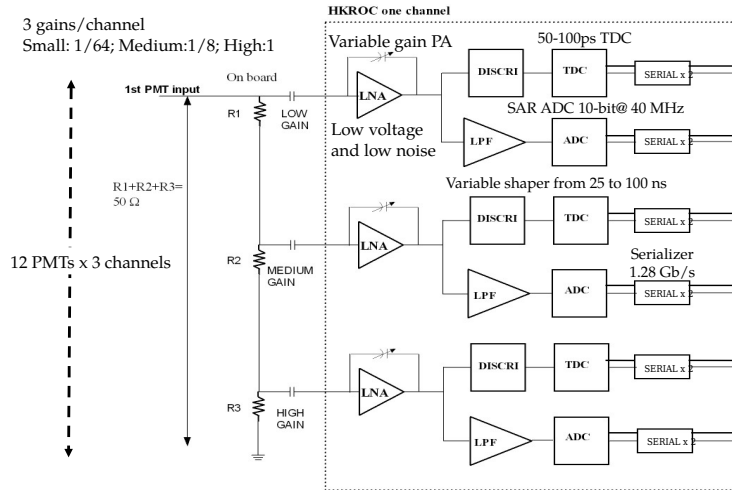 HKROC one channel
3 gains/channel
Small: 1/64; Medium:1/8; High:1
Variable gain PA
50-100ps TDC
On board
1st PMT input
R1
LOW
GAIN
LNA
DISCRI
TDC
SERIAL x 2
Low voltage
and low noise
SAR ADC 10-bit@ 40 MHz
LPF
ADC
SERIAL x 2
R1+R2+R3=
50 Ω
Variable shaper from 25 to 100 ns
12 PMTs x 3 channels
R2
MEDIUM
GAIN
LNA
DISCRI
TDC
SERIAL x 2
Serializer
1.28 Gb/s
LPF
ADC
SERIAL x 2
R3
HIGH
GAIN
LNA
DISCRI
TDC
SERIAL x 2
LPF
ADC
SERIAL x 2